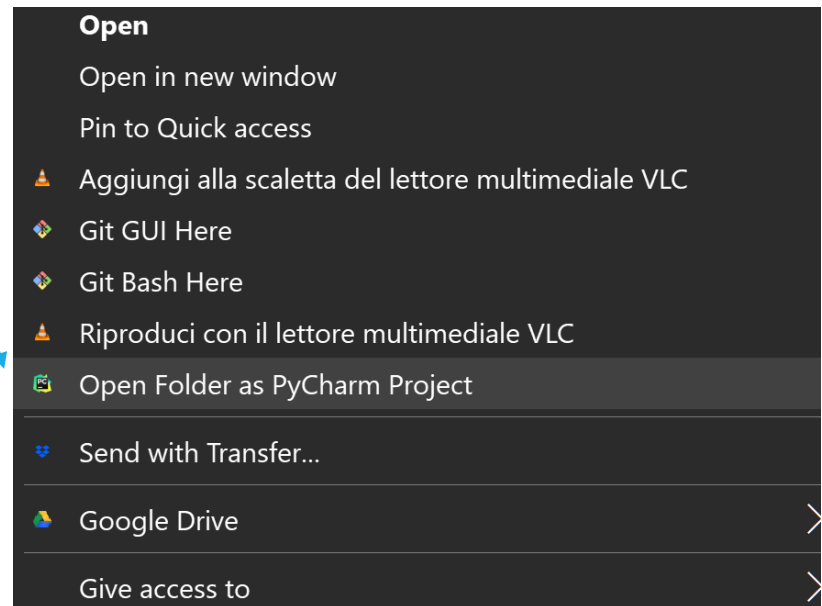 Open
Open in new window
Pin to Quick access
Aggiungi alla scaletta del lettore multimediale VLC
Git GUI Here
Git Bash Here
Riproduci con il lettore multimediale VLC
Open Folder as PyCharm Project
Send with Transfer...
Google Drive
Give access to